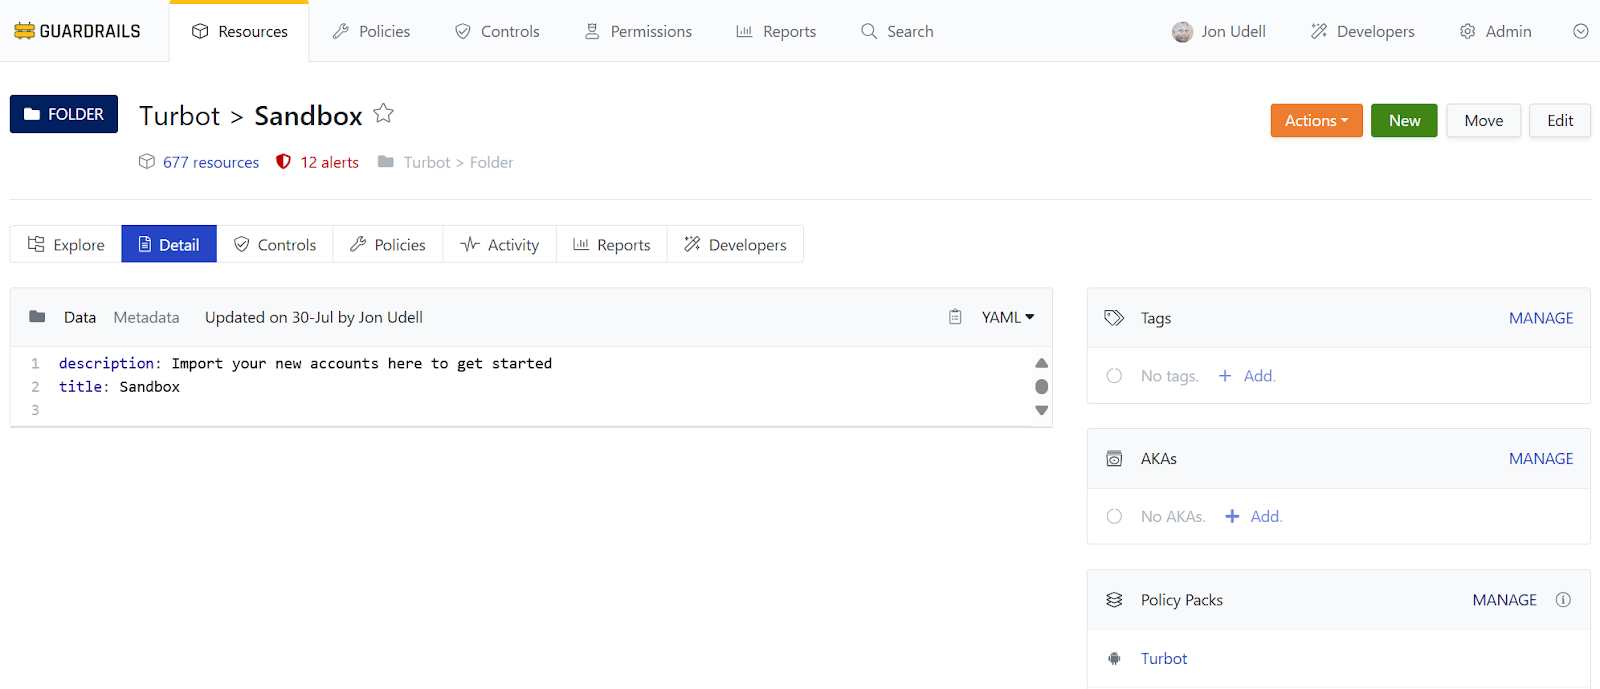 GUARDRAILS Resources Policies Controls Permissions Reports Search Jon Udell Developers Admin
FOLDER Turbot > Sandbox Actions New Move Edit
677 resources 12 alerts Turbot > Folder
Explore Detail Controls Policies Activity Reports Developers
Data Metadata Updated on 30-Jul by Jon Udell YAML
1 description: Import your new accounts here to get started
2 title: Sandbox
3
Tags MANAGE
No tags. + Add.
AKAs MANAGE
No AKAs. + Add.
Policy Packs MANAGE
Turbot